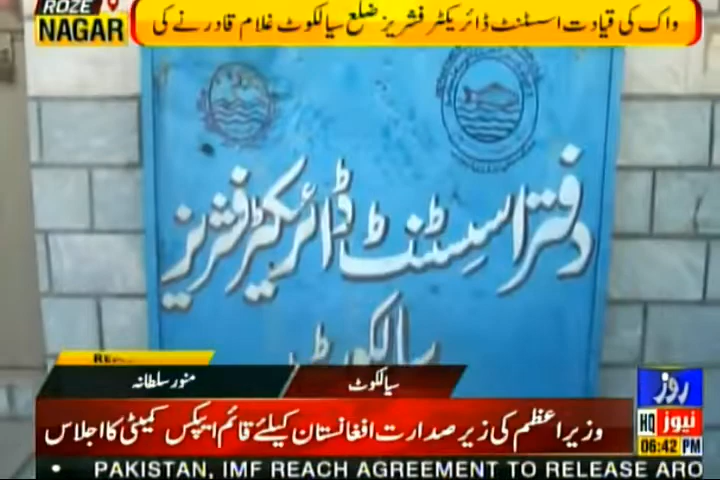 ROZE
NAGAR
واک کی قیادت اسسٹنٹ ڈائریکٹر فشریز ضلع سیالکوٹ غلام قادر نے کی
دفتر اسسٹنٹ ڈائریکٹر فشریز
سیالکوٹ
سیالکوٹ
منور سلطانہ
وزیراعظم کی زیر صدارت افغانستان کیلئے قائم ایپکس کمیٹی کا اجلاس
روز
HQ نیوز
06:42 PM
• PAKISTAN, IMF REACH AGREEMENT TO RELEASE ARO